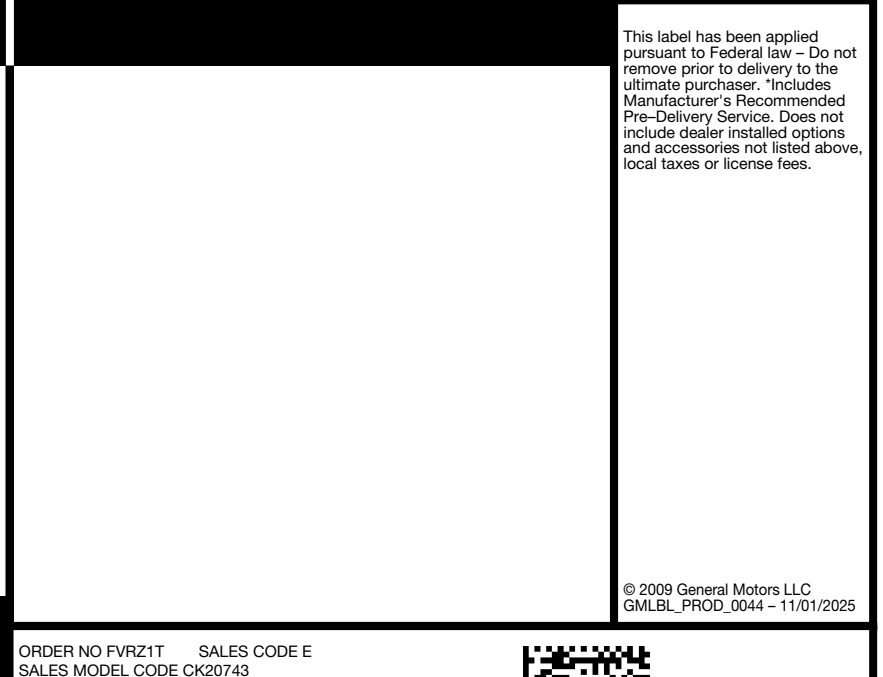 This label has been applied
pursuant to Federal law – Do not
remove prior to delivery to the
ultimate purchaser. *Includes
Manufacturer's Recommended
Pre–Delivery Service. Does not
include dealer installed options
and accessories not listed above,
local taxes or license fees.
© 2009 General Motors LLC
GMLBL_PROD_0044 – 11/01/2025
ORDER NO FVRZ1T SALES CODE E
SALES MODEL CODE CK20743